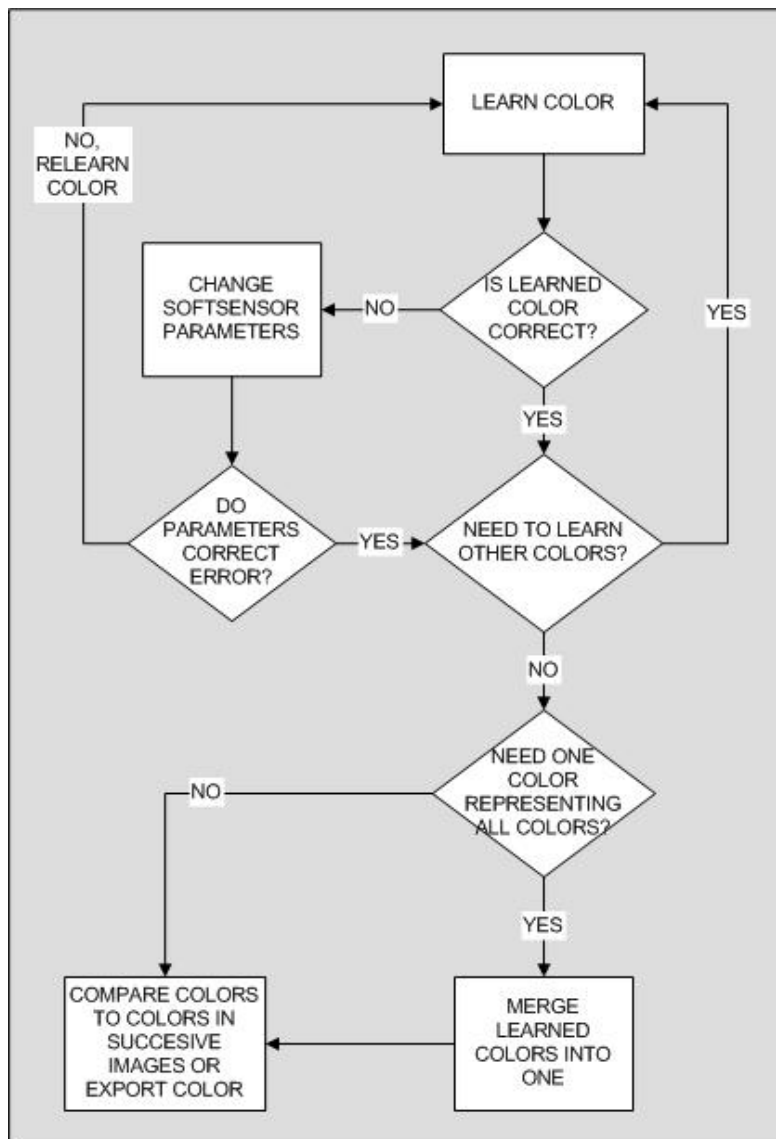 LEARN COLOR
NO,
RELEARN
COLOR
CHANGE
SOFTSENSOR
PARAMETERS
NO
IS LEARNED
COLOR
CORRECT?
YES
YES
DO
PARAMETERS
CORRECT
ERROR?
YES
NEED TO LEARN
OTHER COLORS?
NO
NEED ONE
COLOR
REPRESENTING
ALL COLORS?
NO
YES
COMPARE COLORS
TO COLORS IN
SUCCESIVE
IMAGES OR
EXPORT COLOR
MERGE
LEARNED
COLORS INTO
ONE